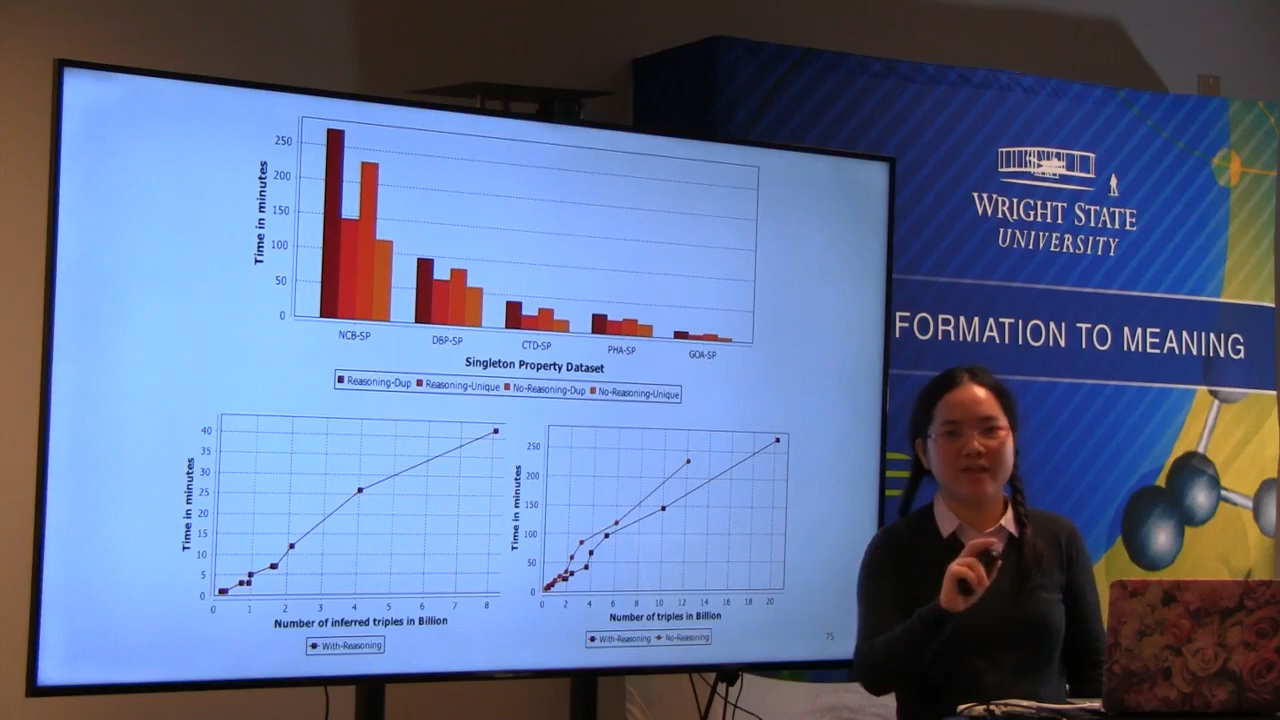 250
200
150
100
50
0
Time in minutes
NCB-SP
DBP-SP
CTD-SP
PHA-SP
GOA-SP
Singleton Property Dataset
Reasoning-Dup Reasoning-Unique No-Reasoning-Dup No-Reasoning-Unique
40
35
30
25
20
15
10
5
0
Time in minutes
0 1 2 3 4 5 6 7 8
Number of inferred triples in Billion
With-Reasoning
250
200
150
100
50
0
Time in minutes
0 2 4 6 8 10 12 14 16 18 20
Number of triples in Billion
With-Reasoning No-Reasoning
75
WRIGHT STATE
UNIVERSITY
FORMATION TO MEANING